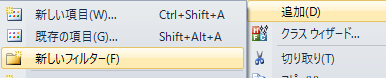 新しい項目(W)... Ctrl+Shift+A
既存の項目(G)... Shift+Alt+A
新しいフィルター(F)
追加(D)
クラス ウィザード...
切り取り(T)